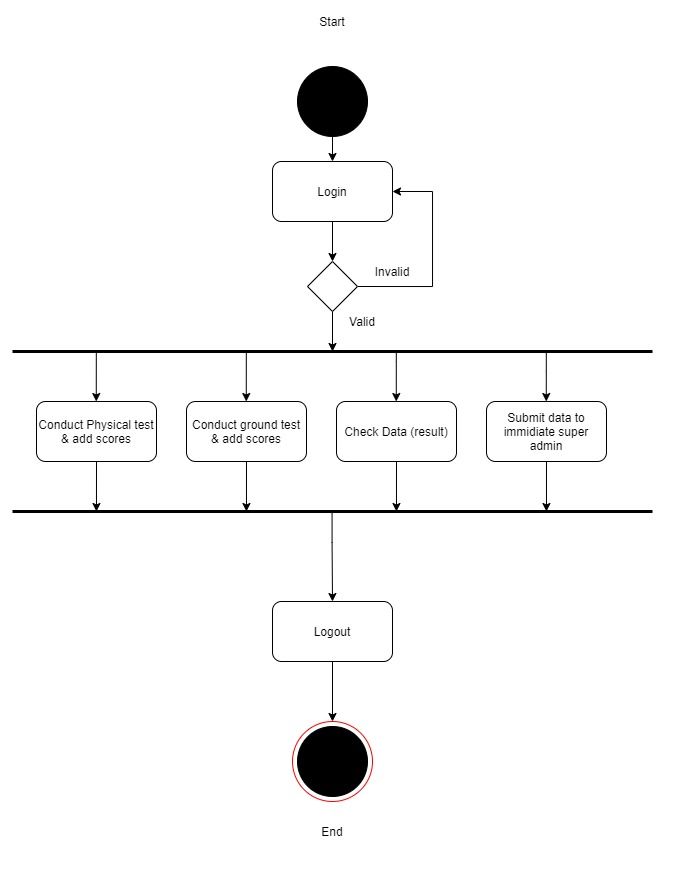 Start
Login
Invalid
Valid
Conduct Physical test
& add scores
Conduct ground test
& add scores
Check Data (result)
Submit data to
immidiate super
admin
Logout
End